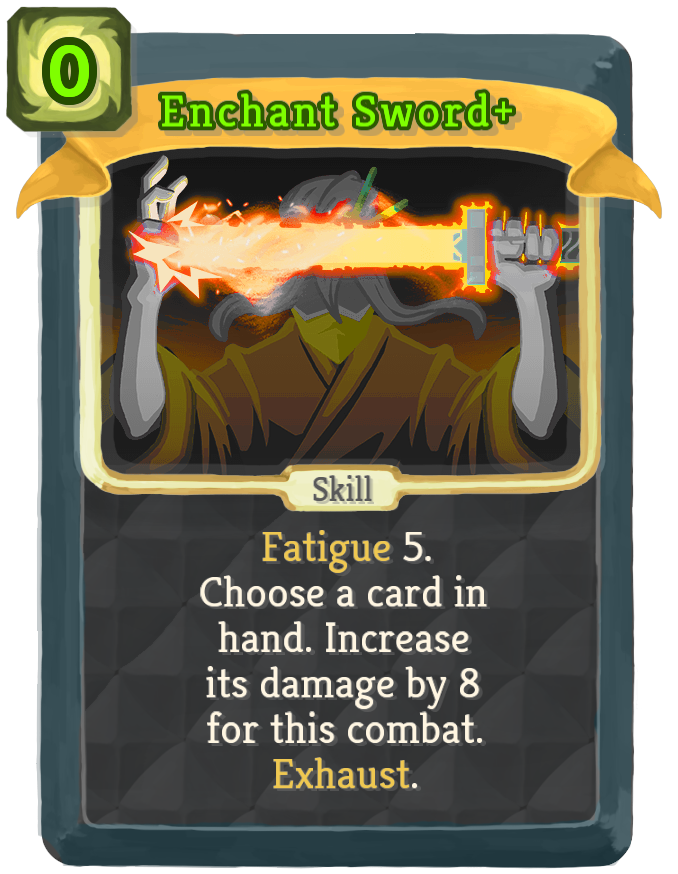 0
Enchant Sword+
Skill
Fatigue 5.
Choose a card in
hand. Increase
its damage by 8
for this combat.
Exhaust.